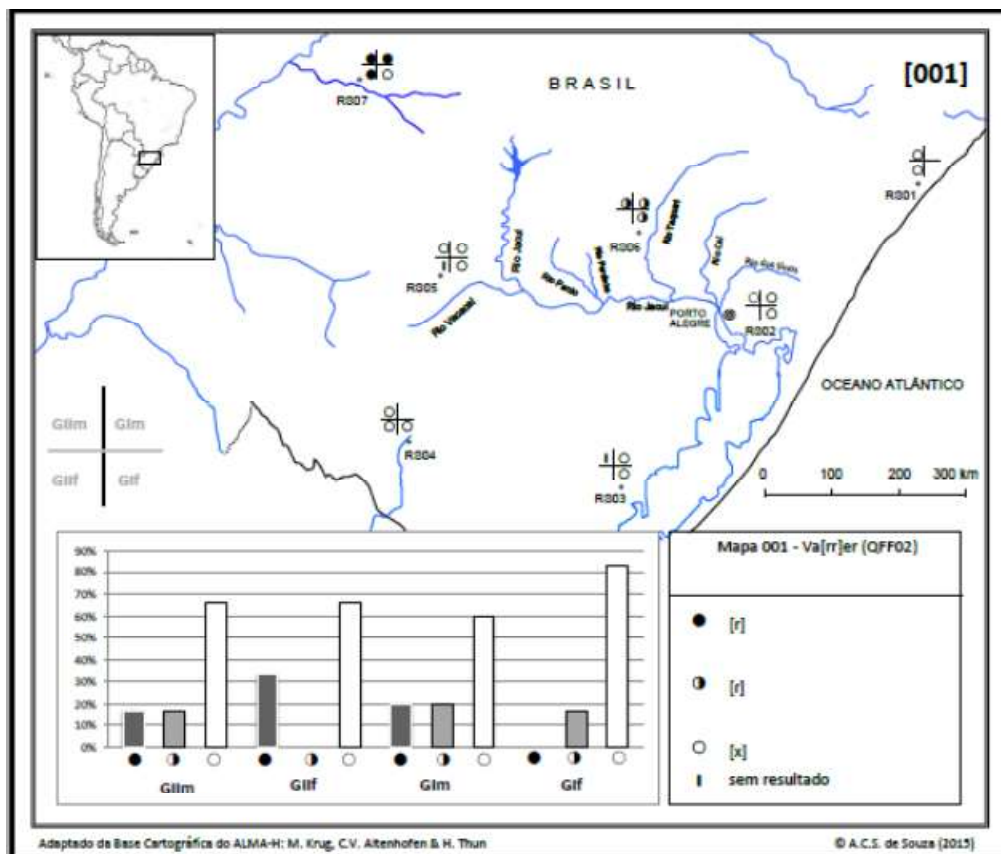 [001]
BRASIL
RS07
RS01
RS06
Rio Taquari
Rio Caí
Rio dos Sinos
RS05
Rio Jacuí
Rio Pardo
Rio Vacacaí
Rio Jacuí
PORTO
ALEGRE
RS02
OCEANO ATLÂNTICO
GIIm
GIm
GIIf
GIf
RS04
RS03
0 100 230 300 km
90%
80%
70%
60%
50%
40%
30%
20%
10%
0%
GIIm GIIf GIm GIf
Mapa 001 - Va[rr]er (QFF02)
[r]
[r]
[x]
sem resultado
Adaptado da Base Cartográfica do ALMA-H: M. Krug, C.V. Altenhofen & H. Thun
© A.C.S. de Souza (2015)